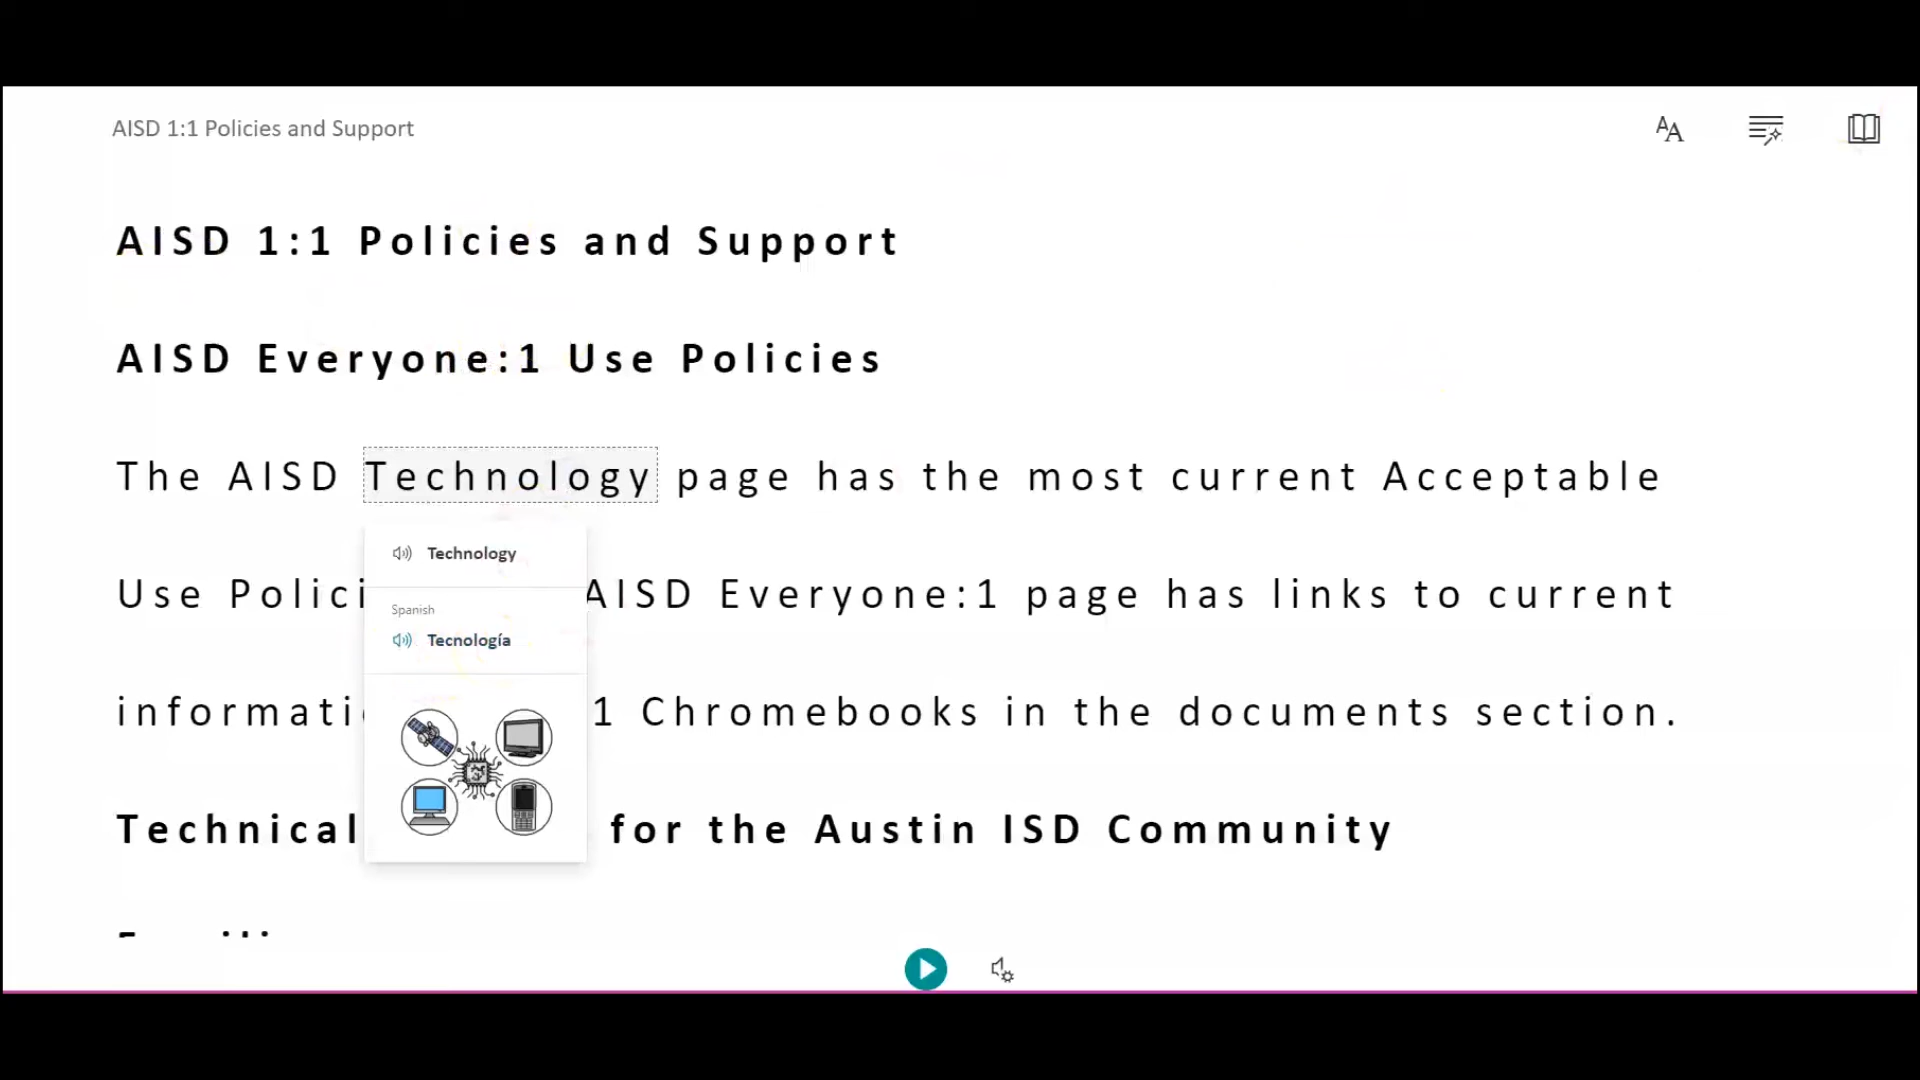 AISD 1:1 Policies and Support
AISD 1:1 Policies and Support
AISD Everyone:1 Use Policies
The AISD Technology page has the most current Acceptable
Technology
Use AISD Everyone:1 page has links to current
Spanish
Tecnología
1 Chromebooks in the documents section.
Technical for the Austin ISD Community